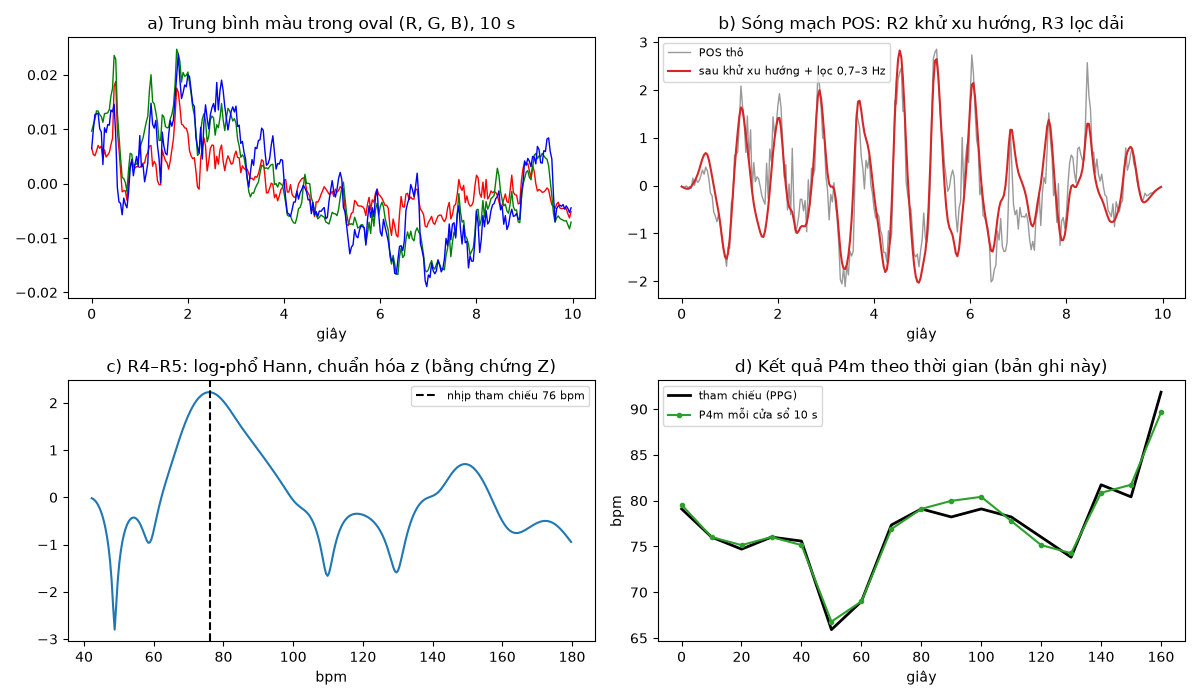 a) Trung bình màu trong oval (R, G, B), 10 s
0.02
0.01
0.00
−0.01
−0.02
0 2 4 6 8 10
giây
b) Sóng mạch POS: R2 khử xu hướng, R3 lọc dải
POS thô
sau khử xu hướng + lọc 0,7–3 Hz
3
2
1
0
−1
−2
0 2 4 6 8 10
giây
c) R4–R5: log-phổ Hann, chuẩn hóa z (bằng chứng Z)
nhịp tham chiếu 76 bpm
2
1
0
−1
−2
−3
40 60 80 100 120 140 160 180
bpm
d) Kết quả P4m theo thời gian (bản ghi này)
tham chiếu (PPG)
P4m mỗi cửa sổ 10 s
bpm
90
85
80
75
70
65
0 20 40 60 80 100 120 140 160
giây